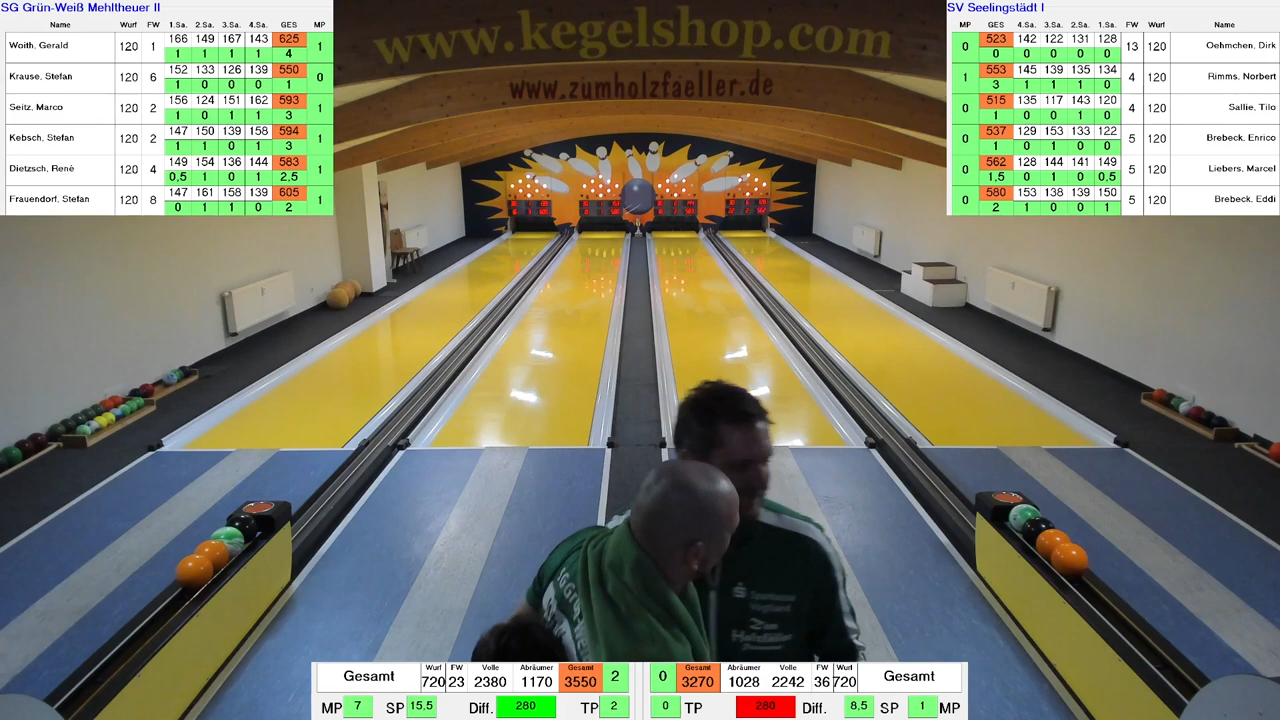 SG Grün-Weiß Mehltheuer II
Name Wurf FW 1.Sa. 2.Sa. 3.Sa. 4.Sa. GES MP
Woith, Gerald 120 1 166 149 167 143 625 1
1 1 1 1 4
Krause, Stefan 120 6 152 133 126 139 550 0
1 0 0 0 1
Seitz, Marco 120 2 156 124 151 162 593 1
1 0 1 1 3
Kebsch, Stefan 120 2 147 150 139 158 594 1
1 0 1 1 3
Dietzsch, René 120 4 149 154 136 144 583 1
0,5 1 0 1 2,5
Frauendorf, Stefan 120 8 147 161 158 139 605 1
0 1 1 0 2
www.kegelshop.com
www.zumholzfaeller.de
SV Seelingstädt I
MP GES 4.Sa. 3.Sa. 2.Sa. 1.Sa. FW Wurf Name
0 523 142 122 131 128 13 120 Oehmchen, Dirk
0 0 0 0 0
1 553 145 139 135 134 4 120 Rimms, Norbert
3 1 1 1 0
0 515 135 117 143 120 4 120 Sallie, Tilo
1 0 0 1 0
0 537 129 153 133 122 5 120 Brebeck, Enrico
1 0 1 0 0
0 562 128 144 141 149 5 120 Liebers, Marcel
1,5 0 1 0 0,5
0 580 153 138 139 150 5 120 Brebeck, Eddi
2 1 0 0 1
Sparkasse
Vogtland
Zum
Holzfäller
Gesamt Wurf FW Volle Abräumer Gesamt
720 23 2380 1170 3550 2
MP 7 SP 15,5 Diff. 280 TP 2
0 Gesamt Abräumer Volle FW Wurf Gesamt
3270 1028 2242 36 720
0 TP 280 Diff. 8,5 SP 1 MP